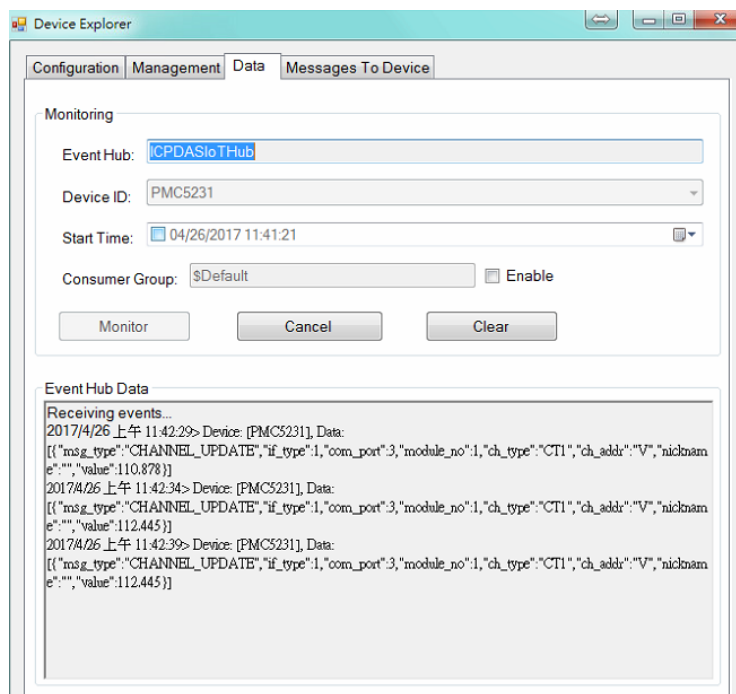 Device Explorer
Configuration Management Data Messages To Device
Monitoring
Event Hub: ICPDASIoTHub
Device ID: PMC5231
Start Time: 04/26/2017 11:41:21
Consumer Group: $Default Enable
Monitor Cancel Clear
Event Hub Data
Receiving events...
2017/4/26 上午 11:42:29> Device: [PMC5231], Data:
[{"msg_type":"CHANNEL_UPDATE","if_type":1,"com_port":3,"module_no":1,"ch_type":"CT1","ch_addr":"V","nicknam
e":"","value":110.878}]
2017/4/26 上午 11:42:34> Device: [PMC5231], Data:
[{"msg_type":"CHANNEL_UPDATE","if_type":1,"com_port":3,"module_no":1,"ch_type":"CT1","ch_addr":"V","nicknam
e":"","value":112.445}]
2017/4/26 上午 11:42:39> Device: [PMC5231], Data:
[{"msg_type":"CHANNEL_UPDATE","if_type":1,"com_port":3,"module_no":1,"ch_type":"CT1","ch_addr":"V","nicknam
e":"","value":112.445}]